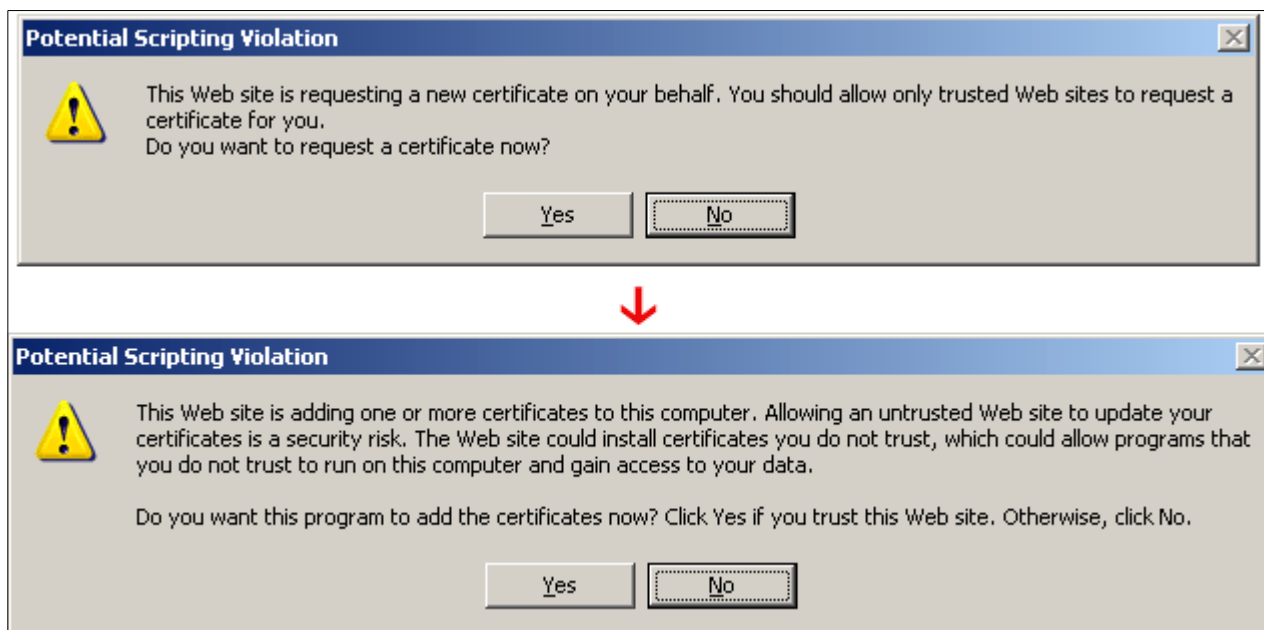 Potential Scripting Violation
This Web site is requesting a new certificate on your behalf. You should allow only trusted Web sites to request a
certificate for you.
Do you want to request a certificate now?
Yes No
Potential Scripting Violation
This Web site is adding one or more certificates to this computer. Allowing an untrusted Web site to update your
certificates is a security risk. The Web site could install certificates you do not trust, which could allow programs that
you do not trust to run on this computer and gain access to your data.
Do you want this program to add the certificates now? Click Yes if you trust this Web site. Otherwise, click No.
Yes No